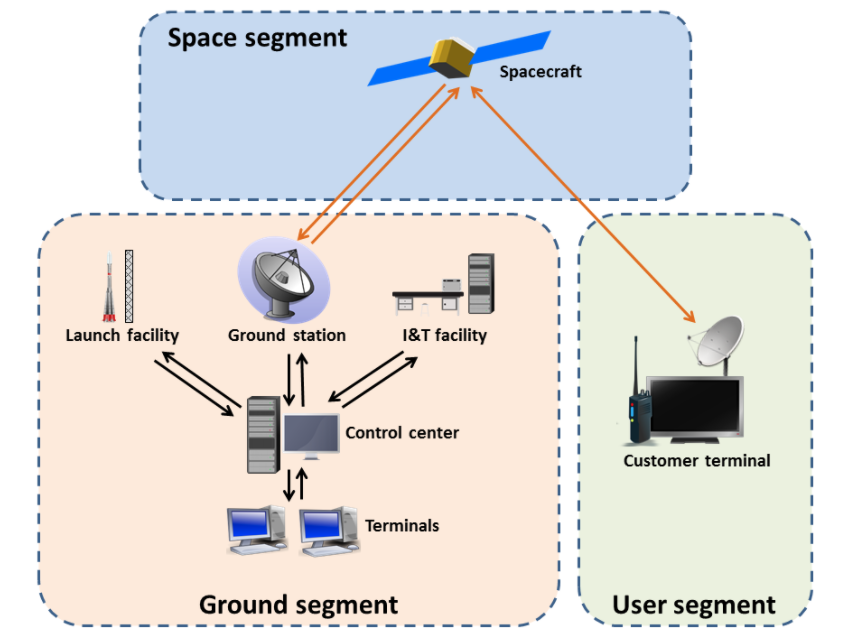 Space segment
Spacecraft
Launch facility
Ground station
I&T facility
Control center
Customer terminal
Terminals
Ground segment
User segment